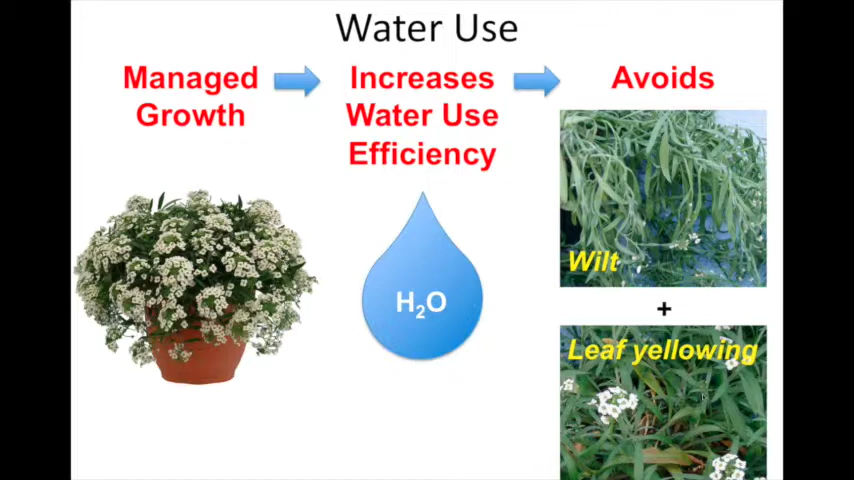 Water Use
Managed
Growth
Increases
Water Use
Efficiency
Avoids
H₂O
Wilt
+
Leaf yellowing